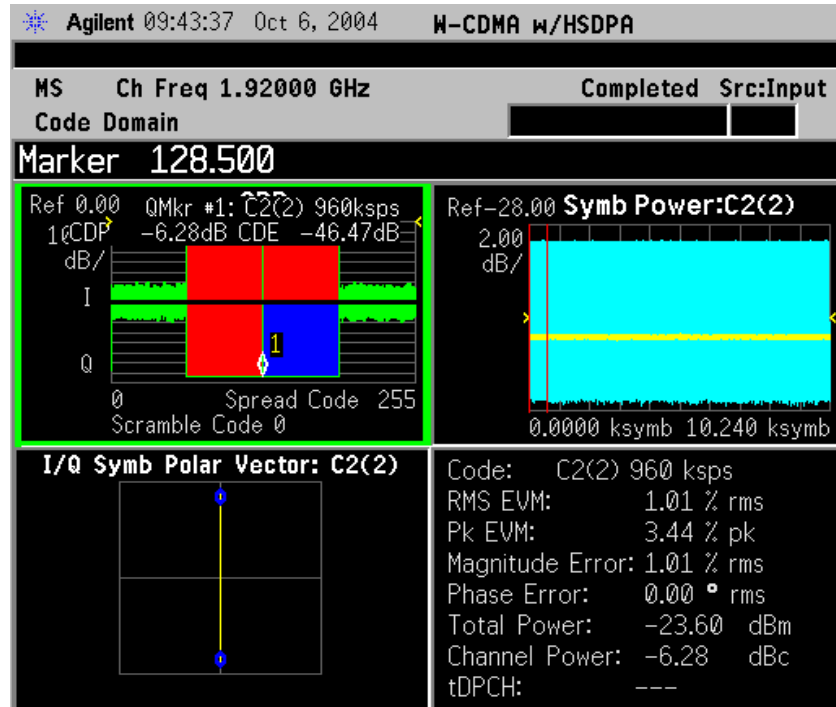 Agilent 09:43:37 Oct 6, 2004 W-CDMA w/HSDPA
MS Ch Freq 1.92000 GHz Completed Src:Input
Code Domain
Marker 128.500
Ref 0.00 QMkr #1: C2(2) 960ksps
CDP -6.28dB CDE -46.47dB
dB/
I
1
Q
0 Spread Code 255
Scramble Code 0
Ref-28.00 Symb Power:C2(2)
2.00
dB/
0.0000 ksymb 10.240 ksymb
I/Q Symb Polar Vector: C2(2)
Code: C2(2) 960 ksps
RMS EVM: 1.01 % rms
Pk EVM: 3.44 % pk
Magnitude Error: 1.01 % rms
Phase Error: 0.00 ° rms
Total Power: -23.60 dBm
Channel Power: -6.28 dBc
tDPCH: ---